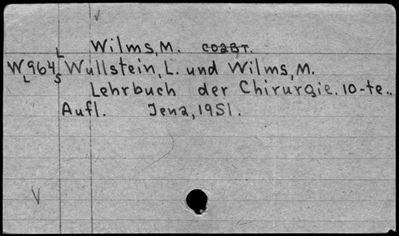 Wilms, M. соавт.
W964 Wullstein, L. und Wilms, M.
Lehrbuch der Chirurgie. 10-te..
Aufl. Jena, 1951.